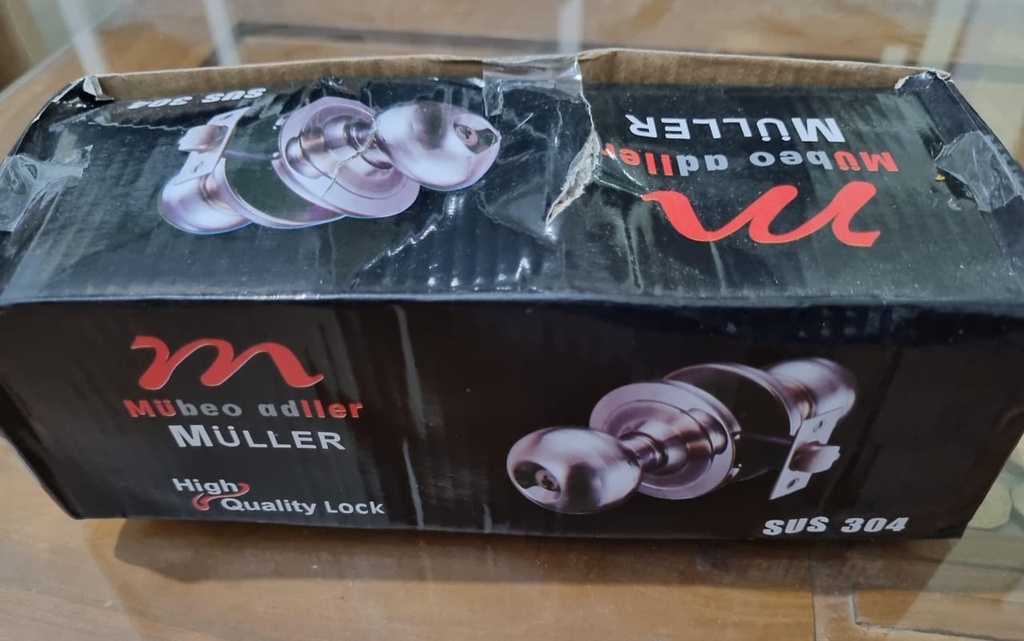 SUS 304
MÜLLER
Mübeo adller
m
m
Mübeo adller
MÜLLER
High
Quality Lock
SUS 304